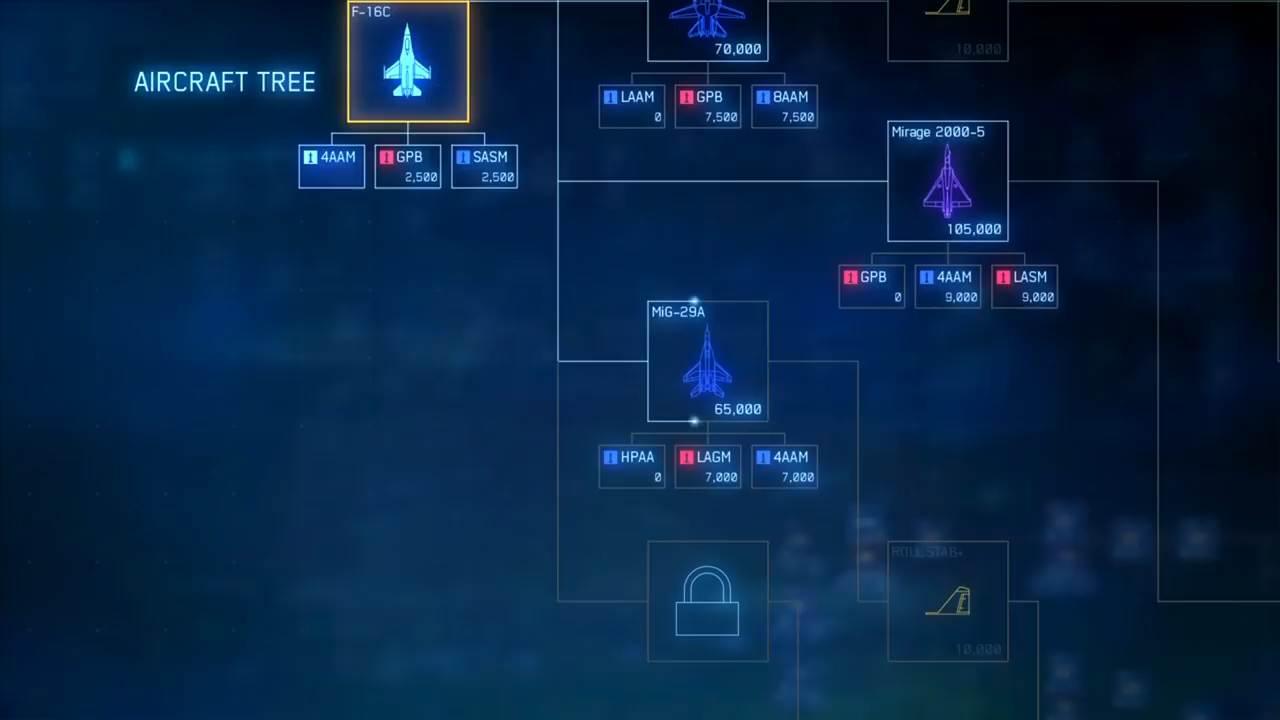 F-16C
AIRCRAFT TREE
4AAM
GPB
2,500
SASM
2,500
70,000
10,000
LAAM
0
GPB
7,500
8AAM
7,500
Mirage 2000-5
105,000
GPB
0
4AAM
9,000
LASM
9,000
MiG-29A
65,000
HPAA
0
LAGM
7,000
4AAM
7,000
ROLL STAB+
10,000